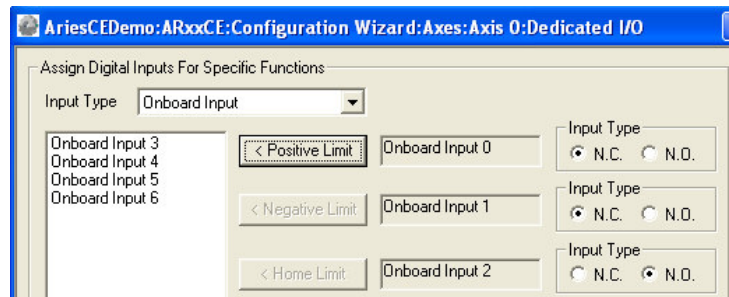 AriesCEDemo:ARxxCE:Configuration Wizard:Axes:Axis 0:Dedicated I/O
Assign Digital Inputs For Specific Functions
Input Type Onboard Input
Onboard Input 3
Onboard Input 4
Onboard Input 5
Onboard Input 6
< Positive Limit Onboard Input 0
Input Type
N.C. N.O.
< Negative Limit Onboard Input 1
Input Type
N.C. N.O.
< Home Limit Onboard Input 2
Input Type
N.C. N.O.